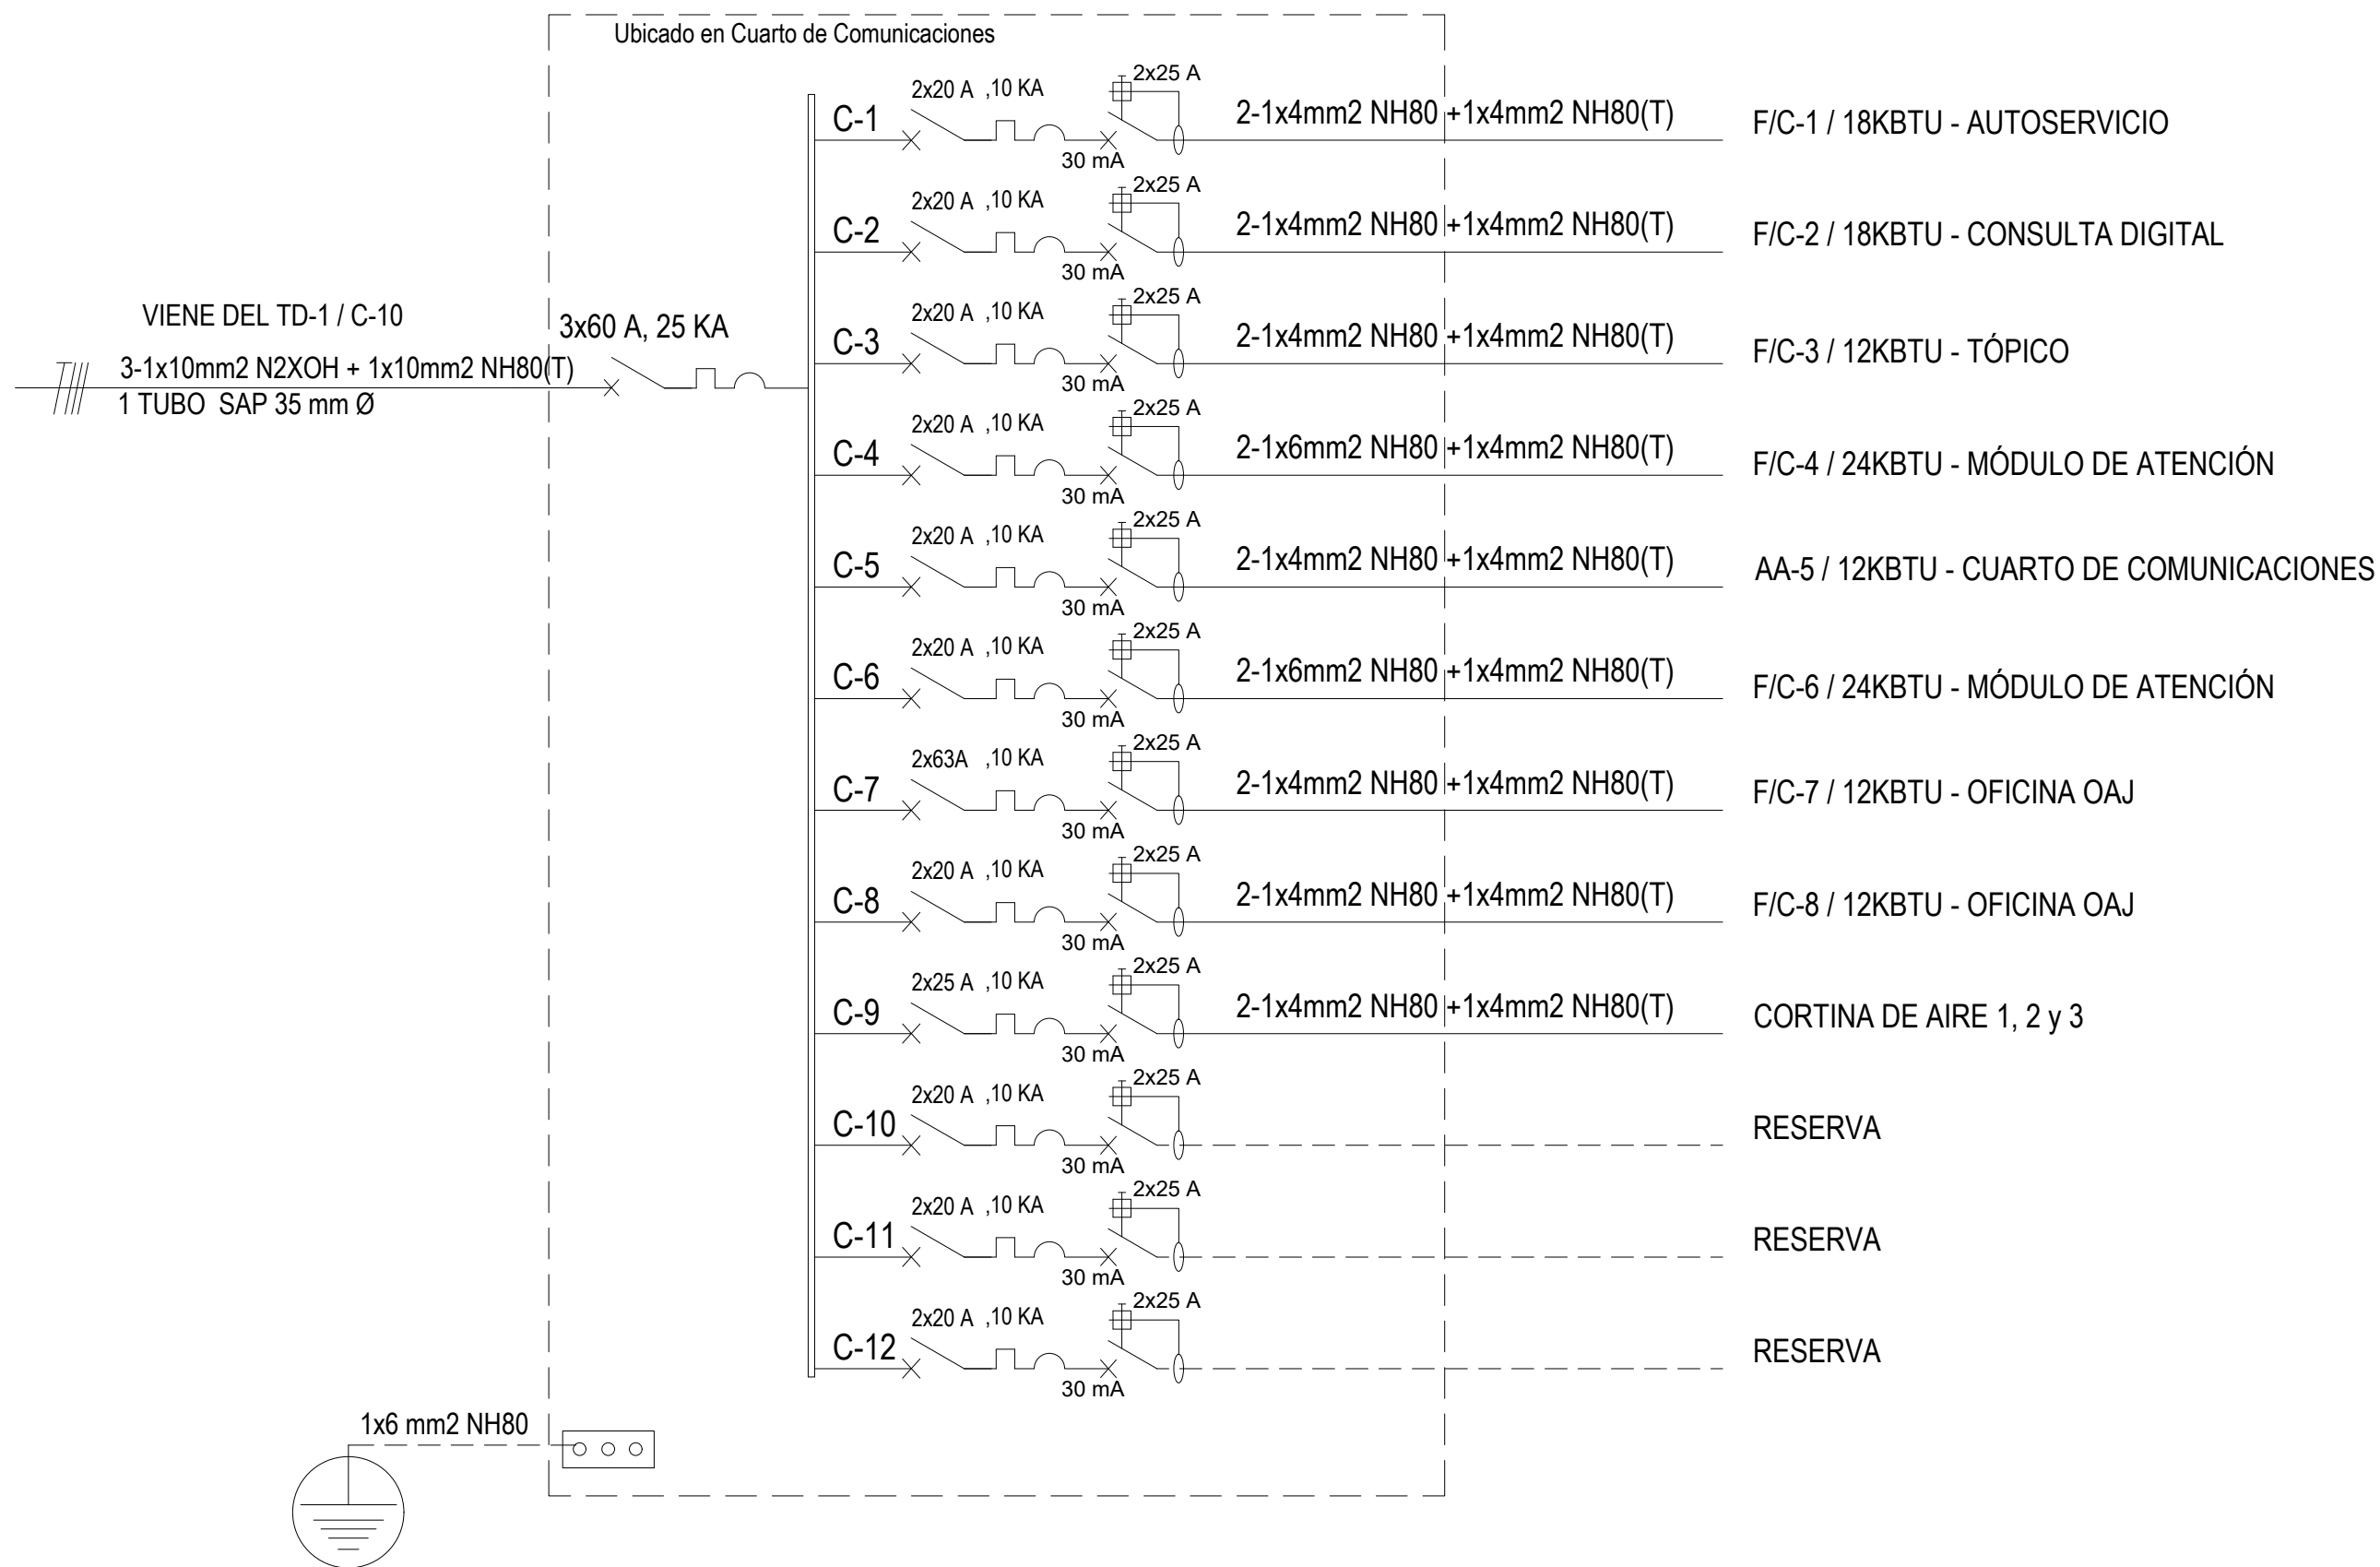 Ubicado en Cuarto de Comunicaciones
VIENE DEL TD-1 / C-10
3-1x10mm2 N2XOH + 1x10mm2 NH80(T)
1 TUBO SAP 35 mm Ø
3x60 A, 25 KA
C-1 2x20 A ,10 KA 30 mA 2x25 A 2-1x4mm2 NH80 +1x4mm2 NH80(T) F/C-1 / 18KBTU - AUTOSERVICIO
C-2 2x20 A ,10 KA 30 mA 2x25 A 2-1x4mm2 NH80 +1x4mm2 NH80(T) F/C-2 / 18KBTU - CONSULTA DIGITAL
C-3 2x20 A ,10 KA 30 mA 2x25 A 2-1x4mm2 NH80 +1x4mm2 NH80(T) F/C-3 / 12KBTU - TÓPICO
C-4 2x20 A ,10 KA 30 mA 2x25 A 2-1x6mm2 NH80 +1x4mm2 NH80(T) F/C-4 / 24KBTU - MÓDULO DE ATENCIÓN
C-5 2x20 A ,10 KA 30 mA 2x25 A 2-1x4mm2 NH80 +1x4mm2 NH80(T) AA-5 / 12KBTU - CUARTO DE COMUNICACIONES
C-6 2x20 A ,10 KA 30 mA 2x25 A 2-1x6mm2 NH80 +1x4mm2 NH80(T) F/C-6 / 24KBTU - MÓDULO DE ATENCIÓN
C-7 2x63A ,10 KA 30 mA 2x25 A 2-1x4mm2 NH80 +1x4mm2 NH80(T) F/C-7 / 12KBTU - OFICINA OAJ
C-8 2x20 A ,10 KA 30 mA 2x25 A 2-1x4mm2 NH80 +1x4mm2 NH80(T) F/C-8 / 12KBTU - OFICINA OAJ
C-9 2x25 A ,10 KA 30 mA 2x25 A 2-1x4mm2 NH80 +1x4mm2 NH80(T) CORTINA DE AIRE 1, 2 y 3
C-10 2x20 A ,10 KA 30 mA 2x25 A RESERVA
C-11 2x20 A ,10 KA 30 mA 2x25 A RESERVA
C-12 2x20 A ,10 KA 30 mA 2x25 A RESERVA
1x6 mm2 NH80